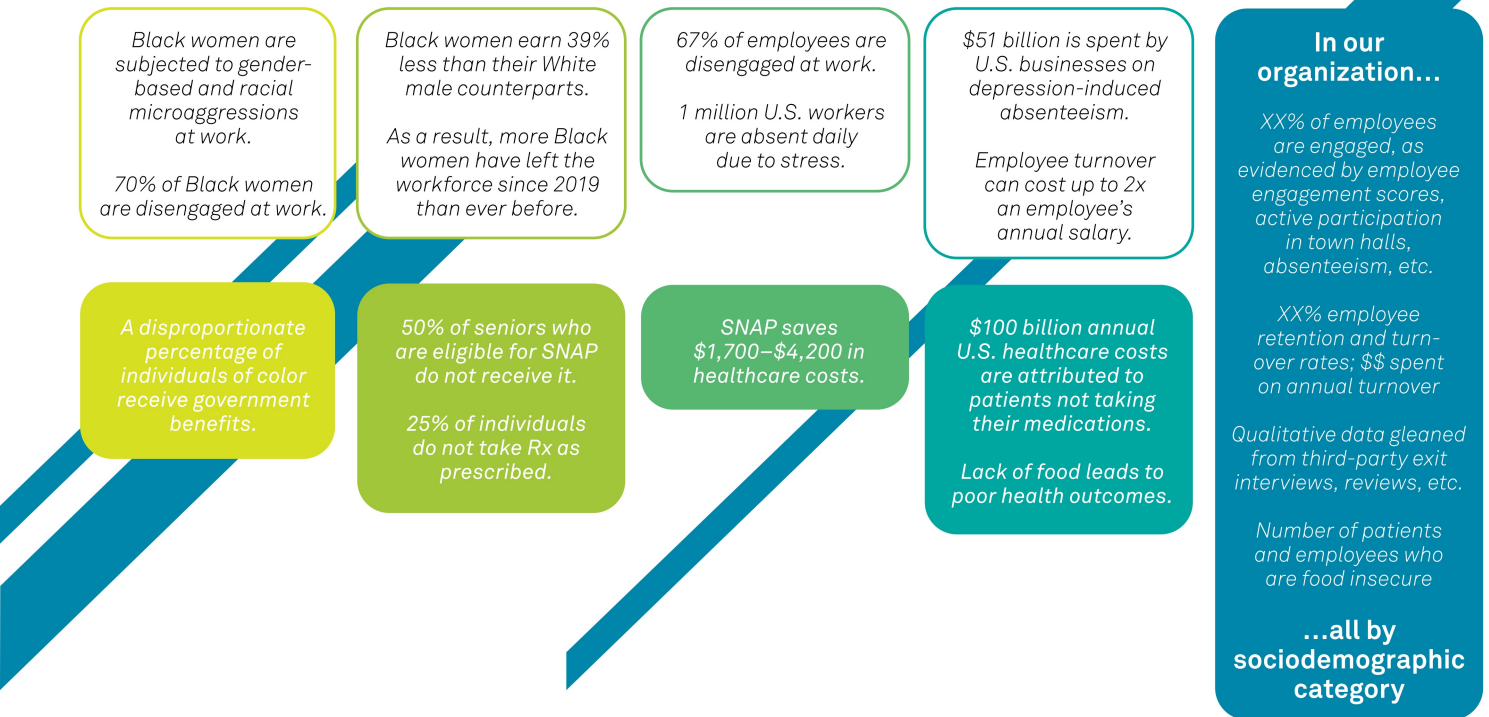 Black women are
subjected to gender-
based and racial
microaggressions
at work.
70% of Black women
are disengaged at work.
Black women earn 39%
less than their White
male counterparts.
As a result, more Black
women have left the
workforce since 2019
than ever before.
67% of employees are
disengaged at work.
1 million U.S. workers
are absent daily
due to stress.
$51 billion is spent by
U.S. businesses on
depression-induced
absenteeism.
Employee turnover
can cost up to 2x
an employee’s
annual salary.
A disproportionate
percentage of
individuals of color
receive government
benefits.
50% of seniors who
are eligible for SNAP
do not receive it.
25% of individuals
do not take Rx as
prescribed.
SNAP saves
$1,700–$4,200 in
healthcare costs.
$100 billion annual
U.S. healthcare costs
are attributed to
patients not taking
their medications.
Lack of food leads to
poor health outcomes.
In our
organization...
XX% of employees
are engaged, as
evidenced by employee
engagement scores,
active participation
in town halls,
absenteeism, etc.
XX% employee
retention and turn-
over rates; $$ spent
on annual turnover
Qualitative data gleaned
from third-party exit
interviews, reviews, etc.
Number of patients
and employees who
are food insecure
...all by
sociodemographic
category